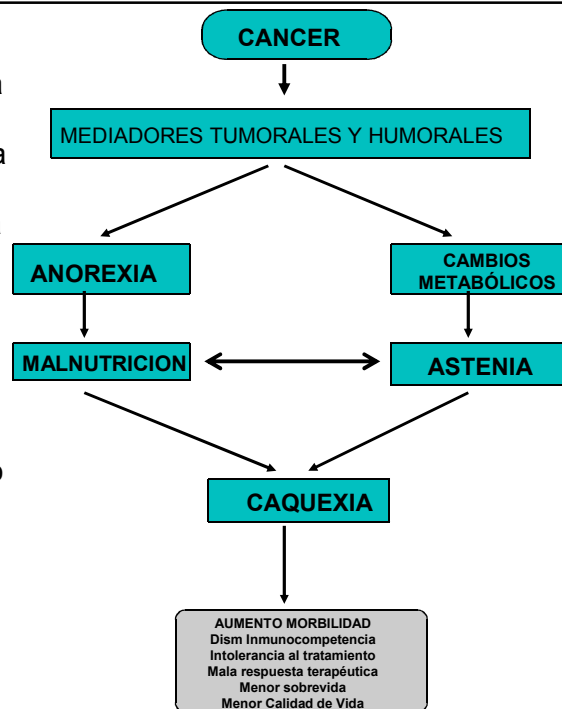 CANCER
MEDIADORES TUMORALES Y HUMORALES
ANOREXIA
CAMBIOS
METABÓLICOS
MALNUTRICION
ASTENIA
CAQUEXIA
AUMENTO MORBILIDAD
Dism Inmunocompetencia
Intolerancia al tratamiento
Mala respuesta terapéutica
Menor sobrevida
Menor Calidad de Vida